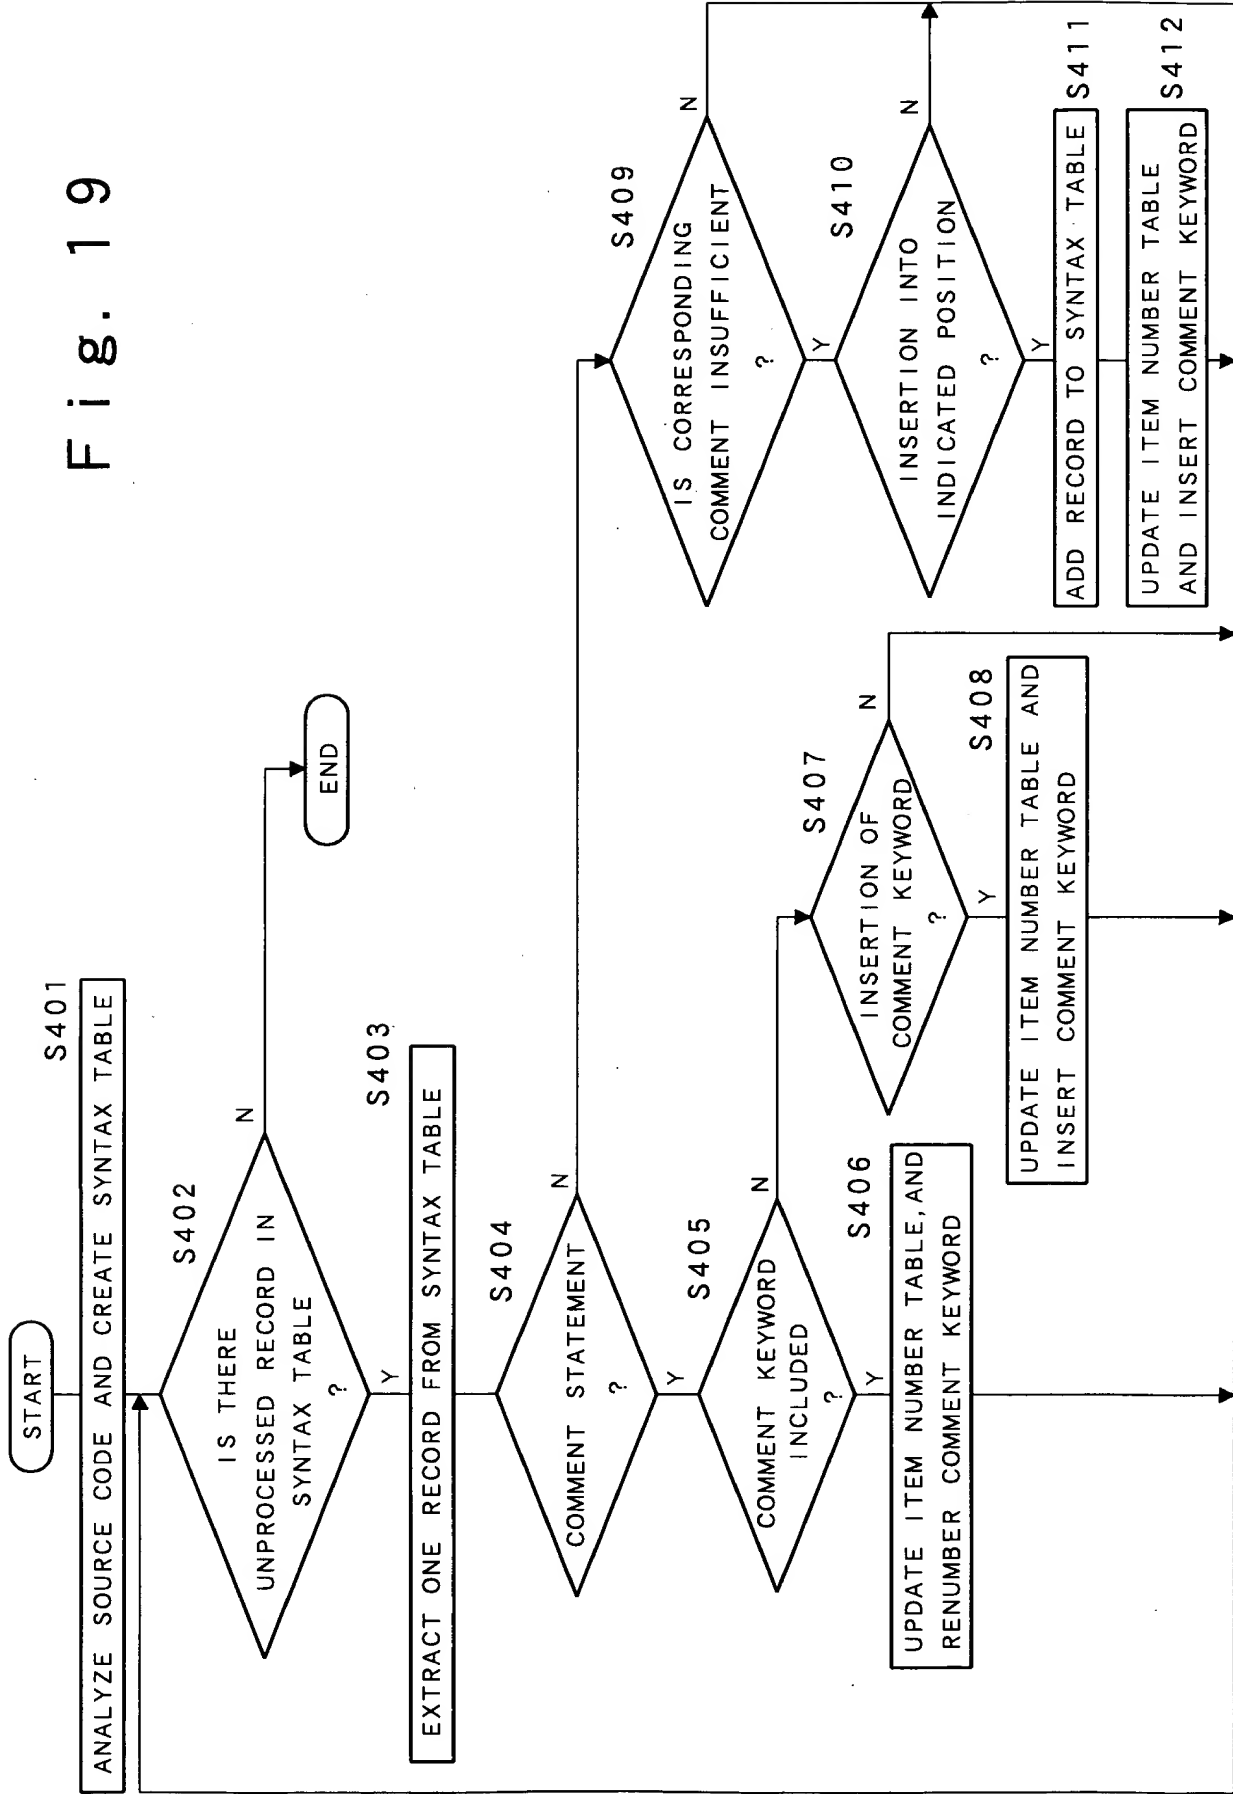 Fig. 19
START
S401
ANALYZE SOURCE CODE AND CREATE SYNTAX TABLE
S402
IS THERE
UNPROCESSED RECORD IN
SYNTAX TABLE
?
N
Y
END
S403
EXTRACT ONE RECORD FROM SYNTAX TABLE
S404
COMMENT STATEMENT
?
N
Y
S405
COMMENT KEYWORD
INCLUDED
?
N
Y
S406
UPDATE ITEM NUMBER TABLE, AND
RENUMBER COMMENT KEYWORD
S407
INSERTION OF
COMMENT KEYWORD
?
N
Y
S408
UPDATE ITEM NUMBER TABLE AND
INSERT COMMENT KEYWORD
S409
IS CORRESPONDING
COMMENT INSUFFICIENT
?
N
Y
S410
INSERTION INTO
INDICATED POSITION
?
N
Y
ADD RECORD TO SYNTAX TABLE
S411
S412
UPDATE ITEM NUMBER TABLE
AND INSERT COMMENT KEYWORD